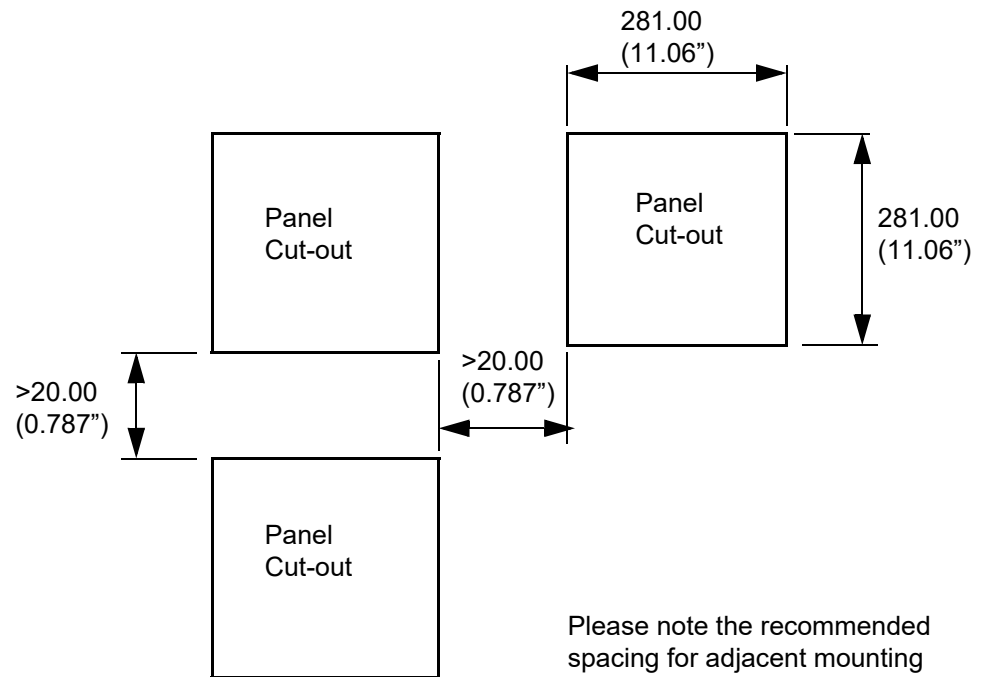 281.00
(11.06”)
Panel
Cut-out
Panel
Cut-out
281.00
(11.06”)
>20.00
(0.787”)
>20.00
(0.787”)
Panel
Cut-out
Please note the recommended
spacing for adjacent mounting